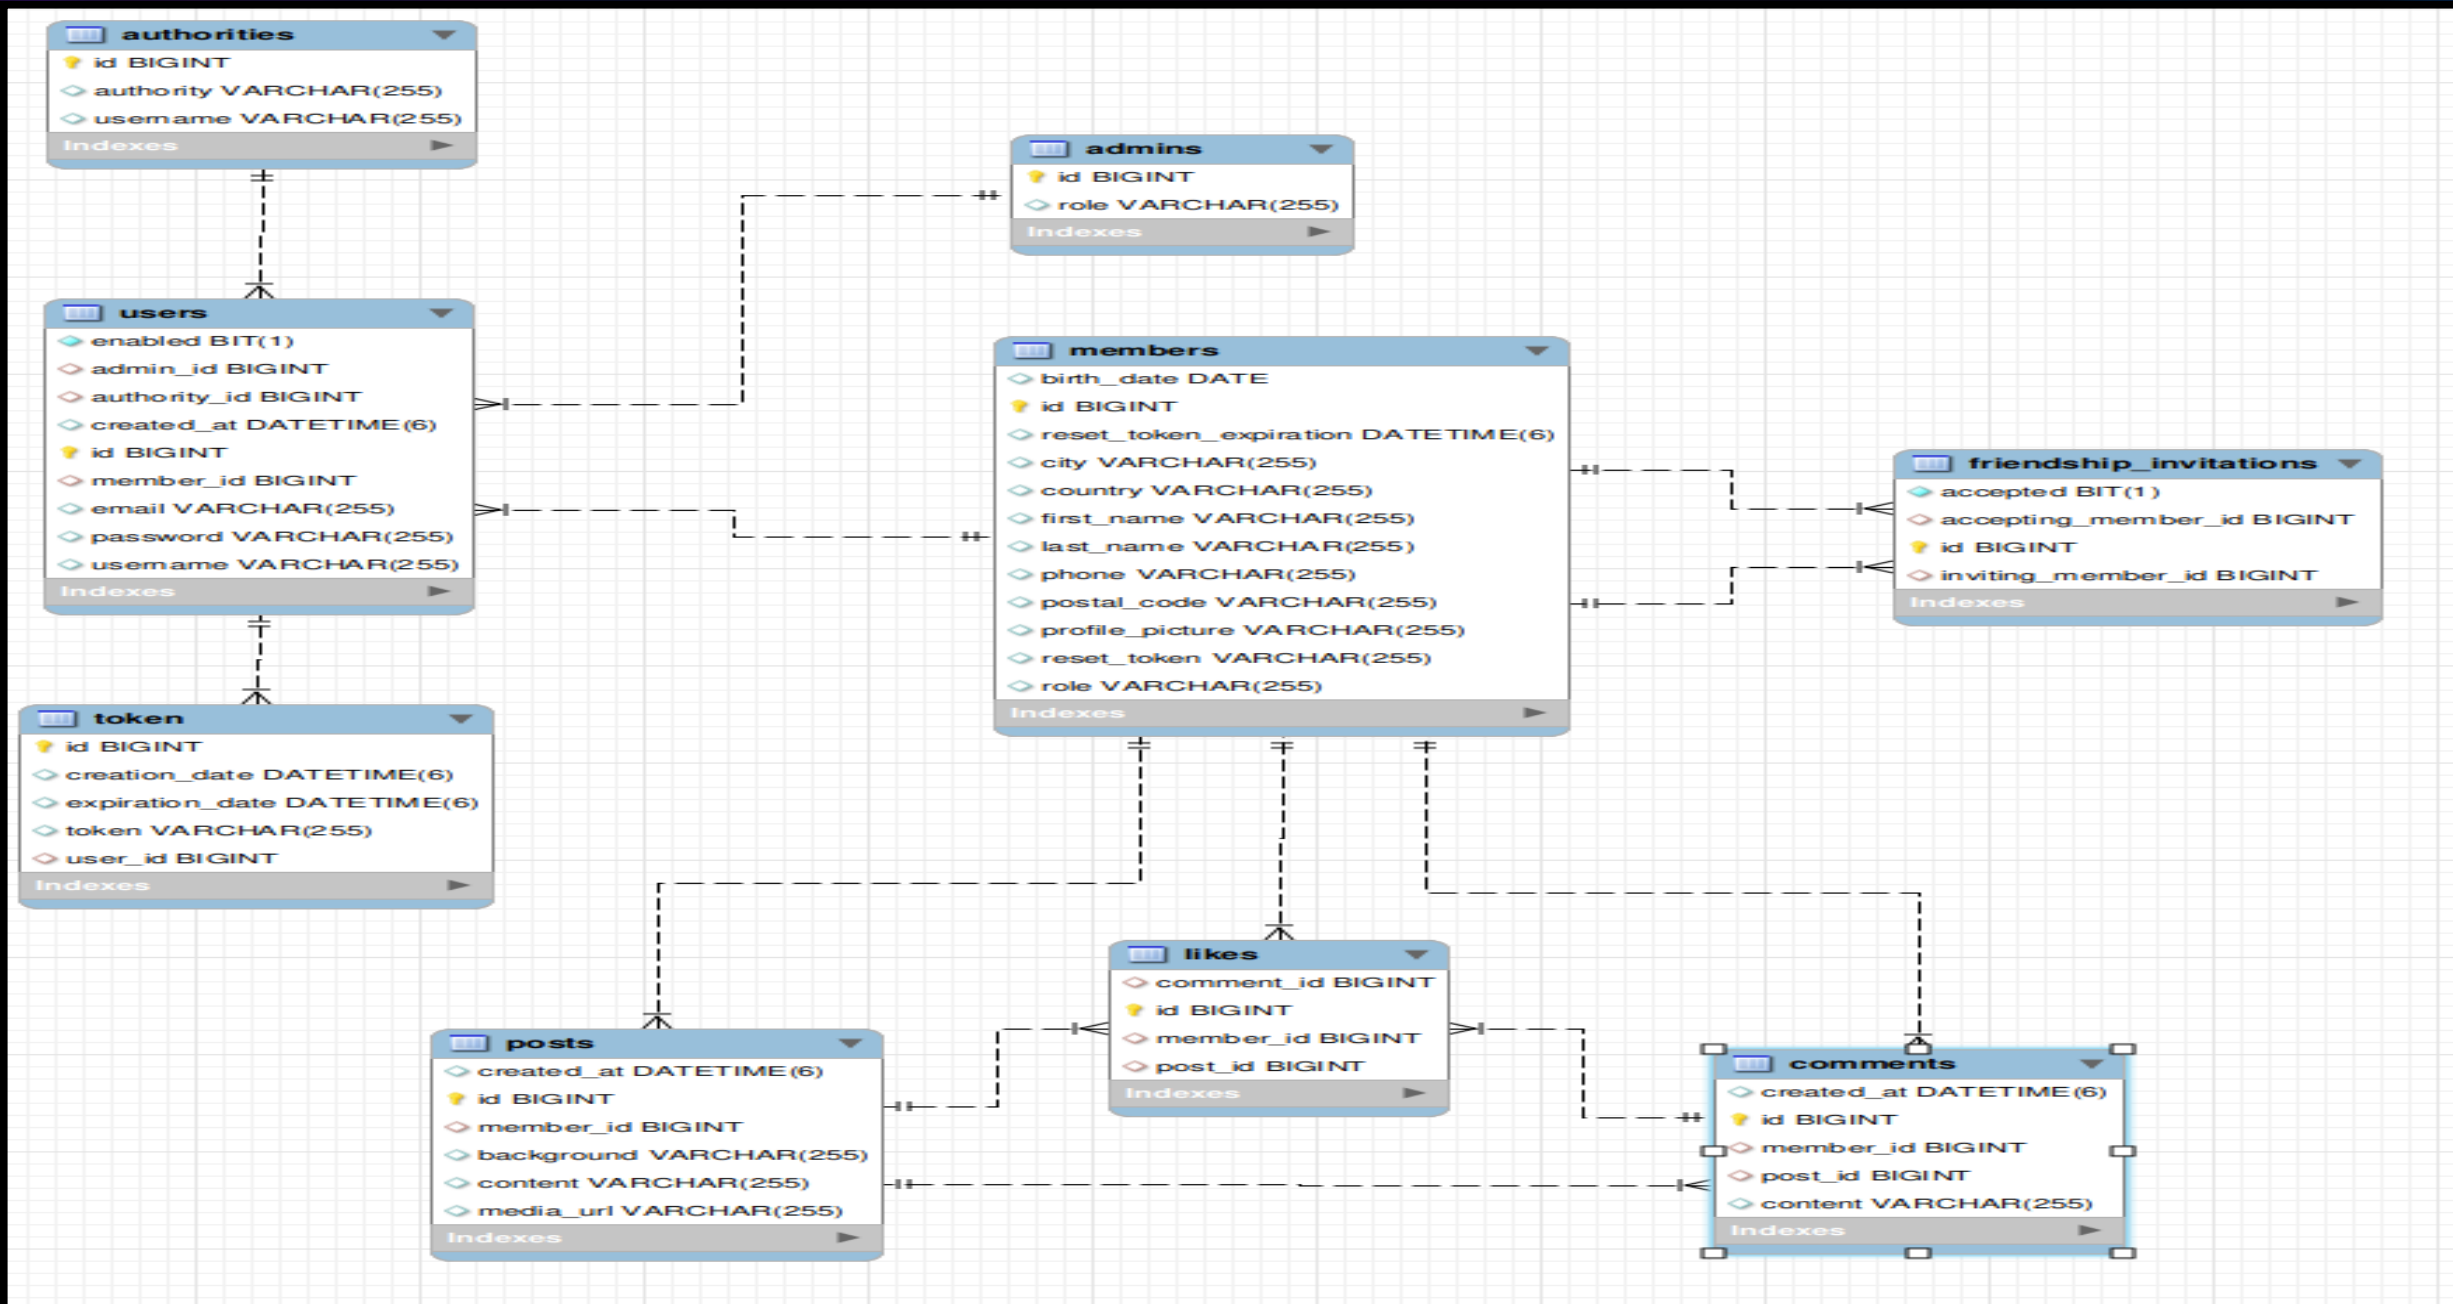 authorities
id BIGINT
authority VARCHAR(255)
username VARCHAR(255)
Indexes
admins
id BIGINT
role VARCHAR(255)
Indexes
users
enabled BIT(1)
admin_id BIGINT
authority_id BIGINT
created_at DATETIME(6)
id BIGINT
member_id BIGINT
email VARCHAR(255)
password VARCHAR(255)
username VARCHAR(255)
Indexes
members
birth_date DATE
id BIGINT
reset_token_expiration DATETIME(6)
city VARCHAR(255)
country VARCHAR(255)
first_name VARCHAR(255)
last_name VARCHAR(255)
phone VARCHAR(255)
postal_code VARCHAR(255)
profile_picture VARCHAR(255)
reset_token VARCHAR(255)
role VARCHAR(255)
Indexes
friendship_invitations
accepted BIT(1)
accepting_member_id BIGINT
id BIGINT
inviting_member_id BIGINT
Indexes
token
id BIGINT
creation_date DATETIME(6)
expiration_date DATETIME(6)
token VARCHAR(255)
user_id BIGINT
Indexes
likes
comment_id BIGINT
id BIGINT
member_id BIGINT
post_id BIGINT
Indexes
posts
created_at DATETIME(6)
id BIGINT
member_id BIGINT
background VARCHAR(255)
content VARCHAR(255)
media_url VARCHAR(255)
Indexes
comments
created_at DATETIME(6)
id BIGINT
member_id BIGINT
post_id BIGINT
content VARCHAR(255)
Indexes